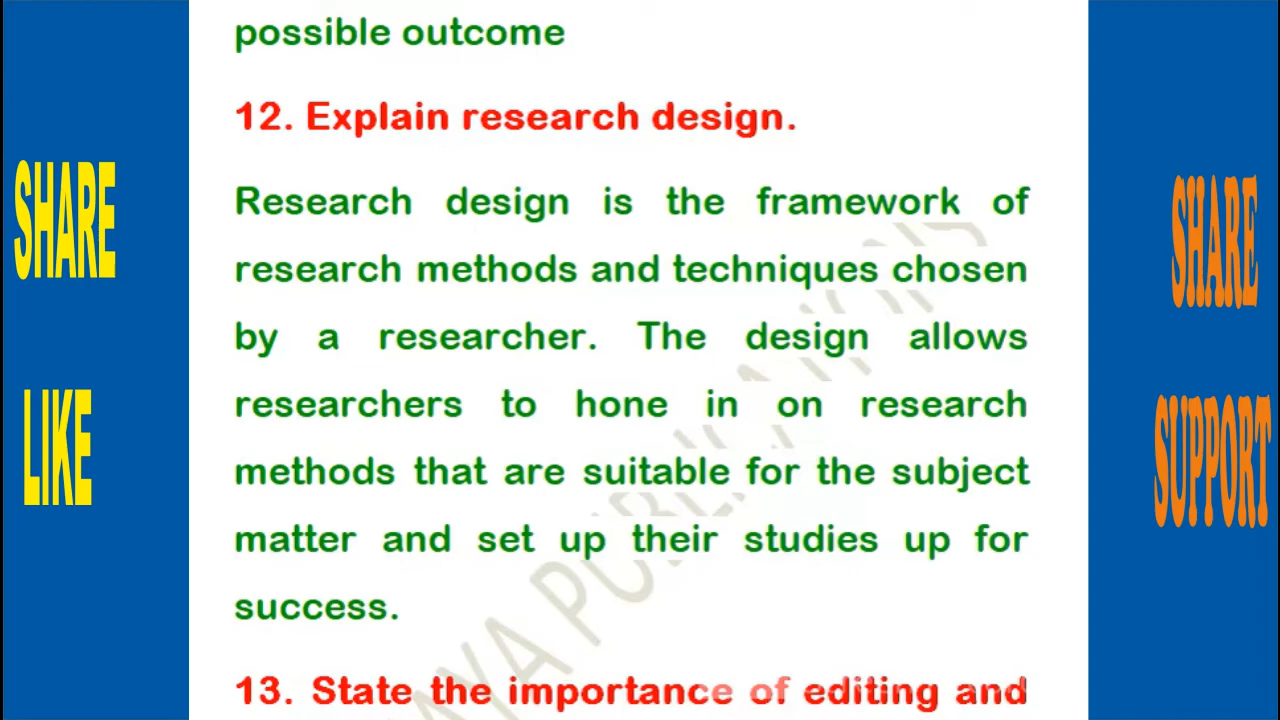 possible outcome
12. Explain research design.
Research design is the framework of
research methods and techniques chosen
by a researcher. The design allows
researchers to hone in on research
methods that are suitable for the subject
matter and set up their studies up for
success.
13. State the importance of editing and
SHARE
LIKE
SHARE
SUPPORT